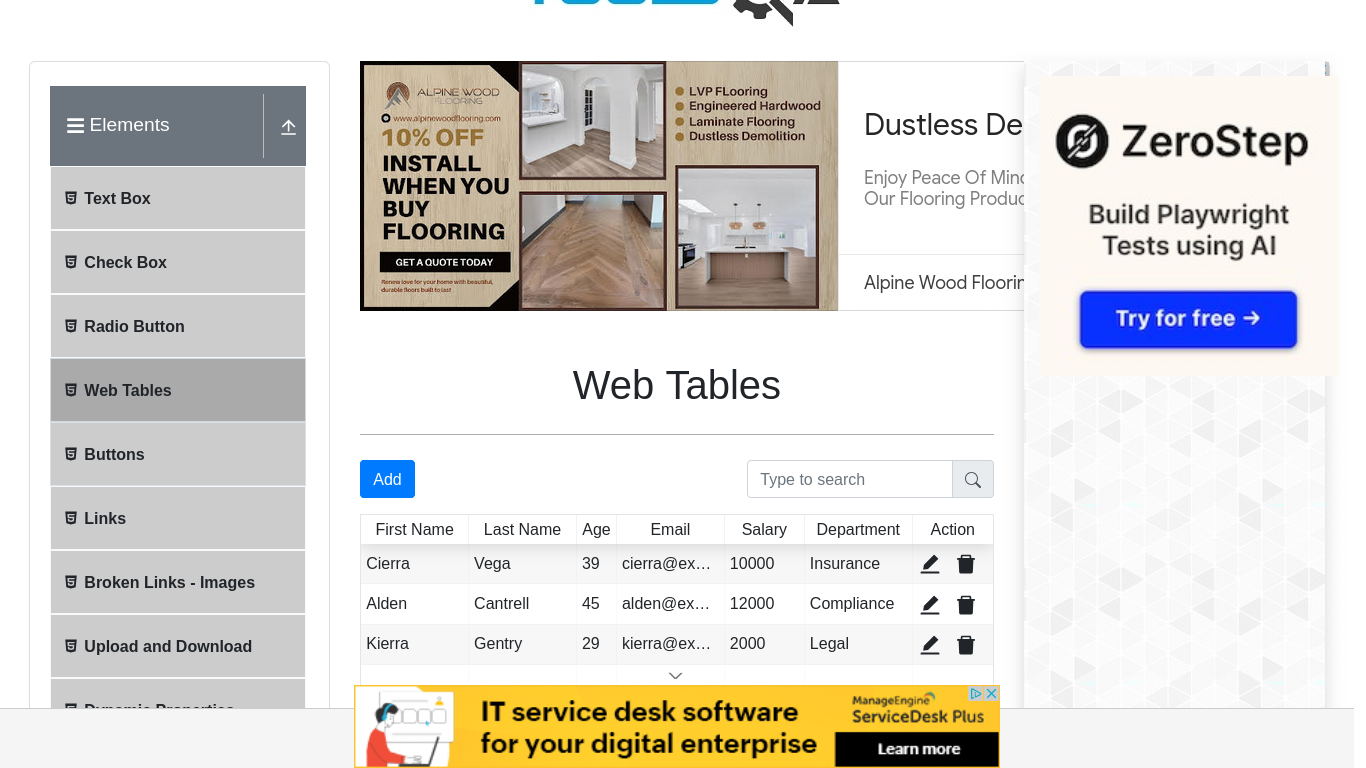 Elements
Text Box
Check Box
Radio Button
Web Tables
Buttons
Links
Broken Links - Images
Upload and Download
ALPINE WOOD
FLOORING
www.alpinewoodflooring.com
10% OFF
INSTALL
WHEN YOU
BUY
FLOORING
GET A QUOTE TODAY
Renew love for your home with beautiful,
durable floors built to last
LVP FLooring
Engineered Hardwood
Laminate Flooring
Dustless Demolition
Dustless De
Enjoy Peace Of Mind
Our Flooring Produc
Alpine Wood Floorin
ZeroStep
Build Playwright
Tests using AI
Try for free →
Web Tables
Add
Type to search
First Name Last Name Age Email Salary Department Action
Cierra Vega 39 cierra@ex... 10000 Insurance
Alden Cantrell 45 alden@ex... 12000 Compliance
Kierra Gentry 29 kierra@ex... 2000 Legal
IT service desk software
for your digital enterprise
ManageEngine
ServiceDesk Plus
Learn more